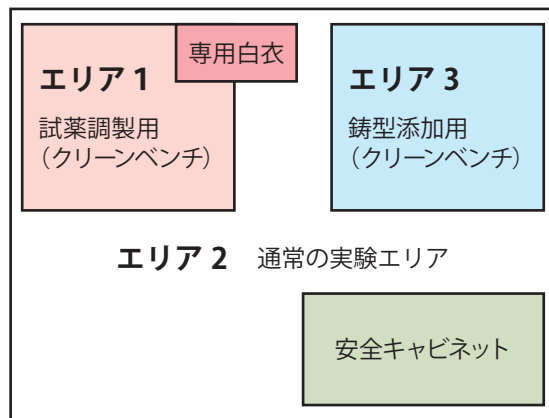 専用白衣
エリア 1
試薬調製用
（クリーンベンチ）
エリア 3
鋳型添加用
（クリーンベンチ）
エリア 2 通常の実験エリア
安全キャビネット